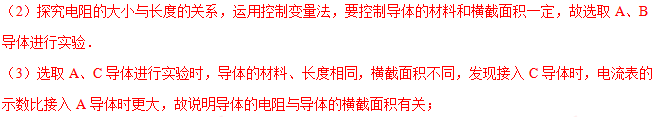 （2）探究电阻的大小与长度的关系，运用控制变量法，要控制导体的材料和横截面积一定，故选取 A、B
导体进行实验．
（3）选取 A、C 导体进行实验时，导体的材料、长度相同，横截面积不同，发现接入 C 导体时，电流表的
示数比接入 A 导体时更大，故说明导体的电阻与导体的横截面积有关；